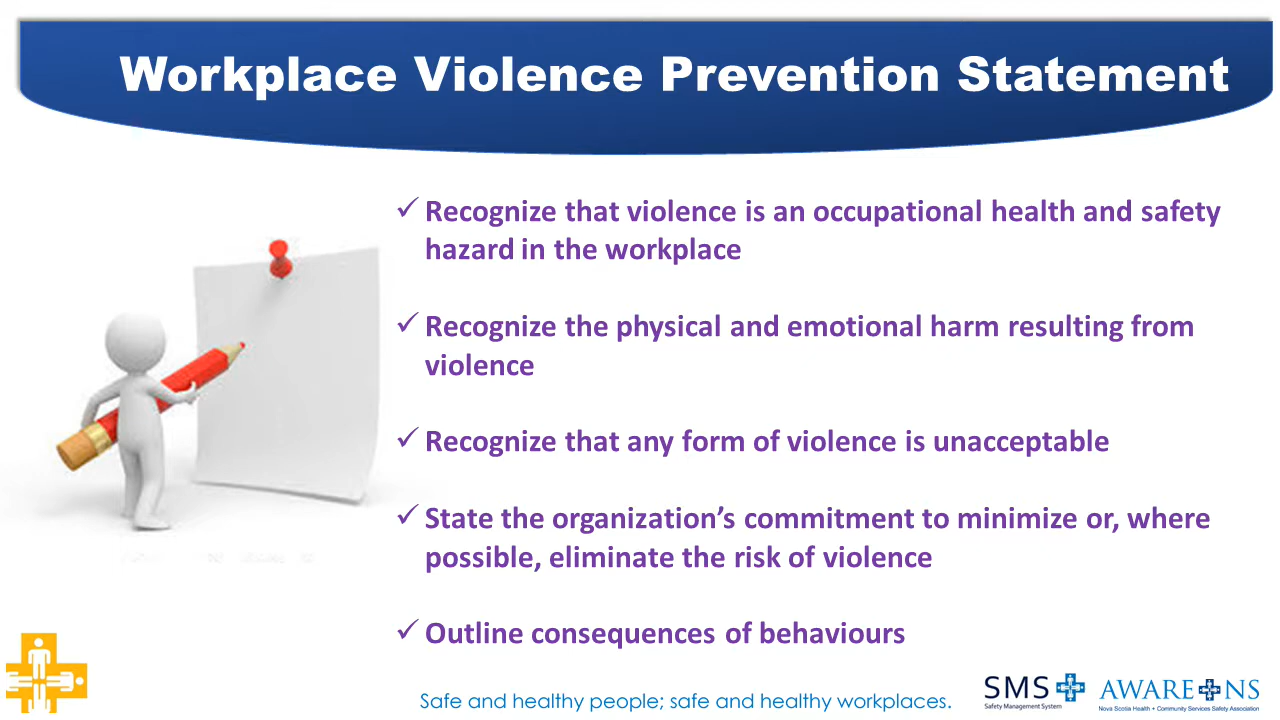 Workplace Violence Prevention Statement
✓ Recognize that violence is an occupational health and safety
hazard in the workplace
✓ Recognize the physical and emotional harm resulting from
violence
✓ Recognize that any form of violence is unacceptable
✓ State the organization’s commitment to minimize or, where
possible, eliminate the risk of violence
✓ Outline consequences of behaviours
Safe and healthy people; safe and healthy workplaces.
SMS
Safety Management System
AWARE NS
Nova Scotia Health + Community Services Safety Association